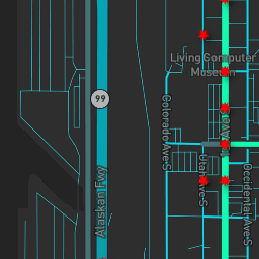 Living Computer
Museum
99
Alaskan Fwy
Colorado Ave S
Utah Ave S
Occidental Ave S